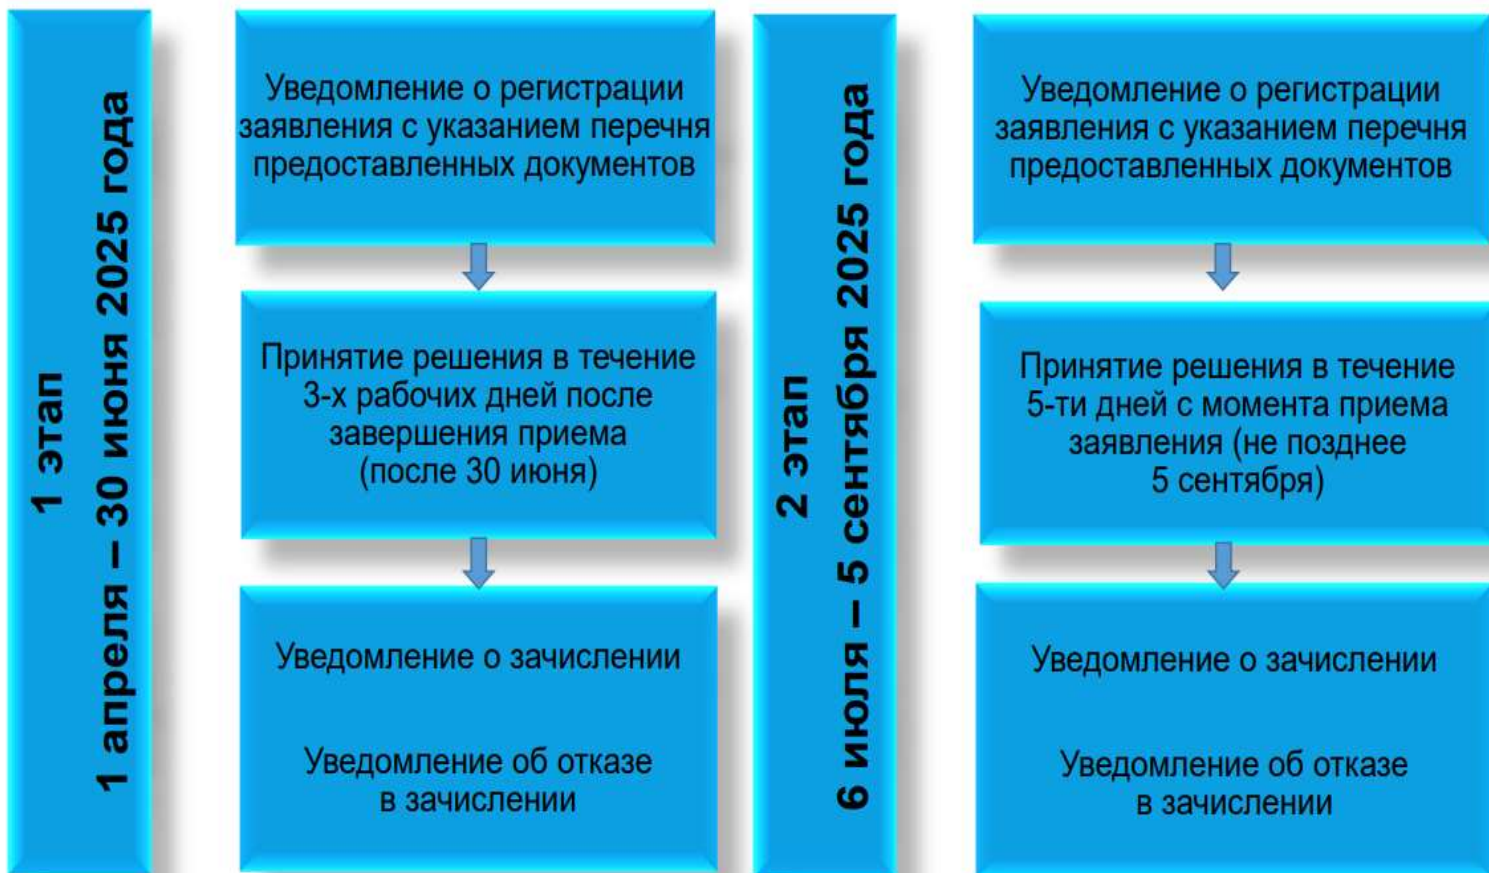 1 этап
1 апреля – 30 июня 2025 года
Уведомление о регистрации
заявления с указанием перечня
предоставленных документов
Принятие решения в течение
3-х рабочих дней после
завершения приема
(после 30 июня)
Уведомление о зачислении
Уведомление об отказе
в зачислении
2 этап
6 июля – 5 сентября 2025 года
Уведомление о регистрации
заявления с указанием перечня
предоставленных документов
Принятие решения в течение
5-ти дней с момента приема
заявления (не позднее
5 сентября)
Уведомление о зачислении
Уведомление об отказе
в зачислении